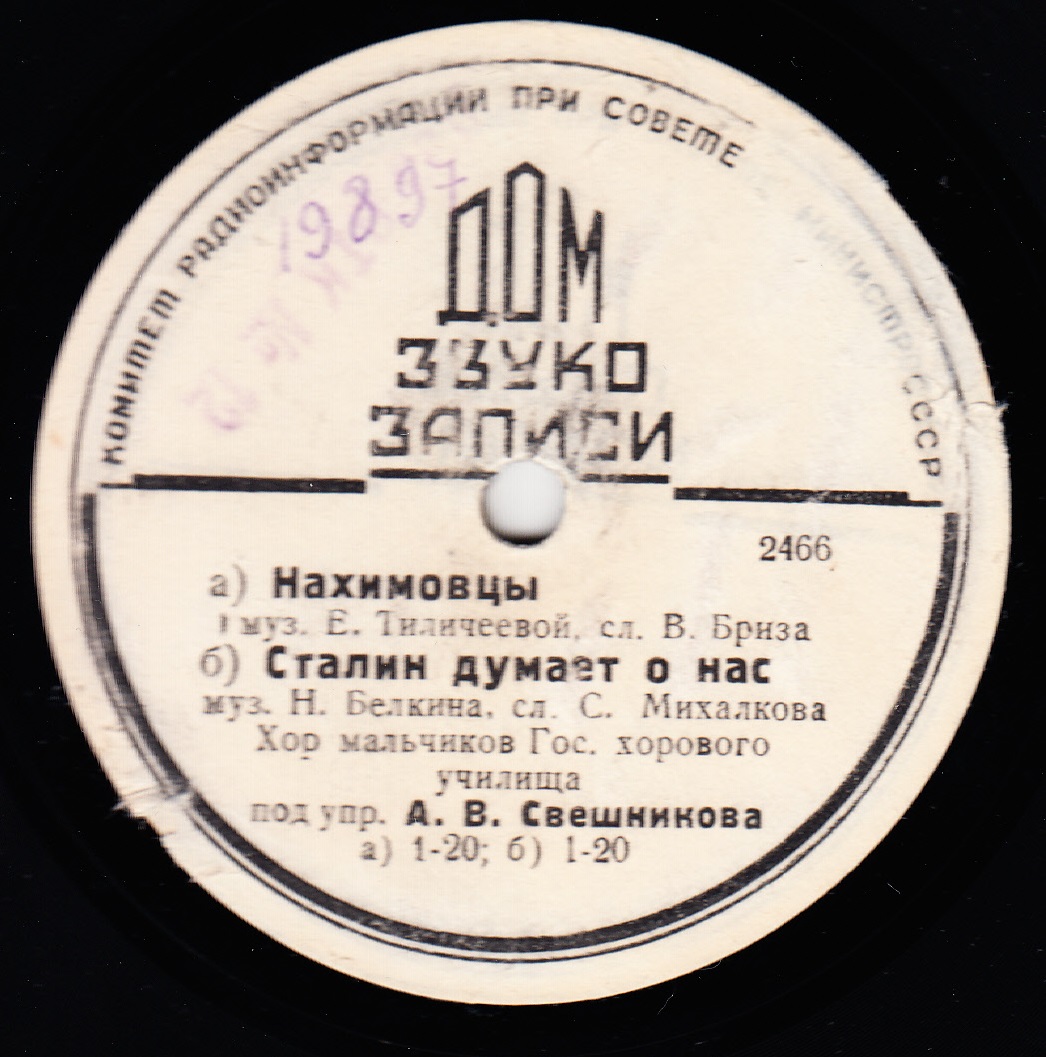 КОМИТЕТ РАДИОИНФОРМАЦИИ ПРИ СОВЕТЕ МИНИСТР. СССР
19897
ДОМ
ЗВУКО
ЗАПИСИ
2466
а) Нахимовцы
муз. Е. Тиличеевой, сл. В. Бриза
б) Сталин думает о нас
муз. Н. Белкина, сл. С. Михалкова
Хор мальчиков Гос. хорового
училища
под упр. А. В. Свешникова
а) 1-20; б) 1-20